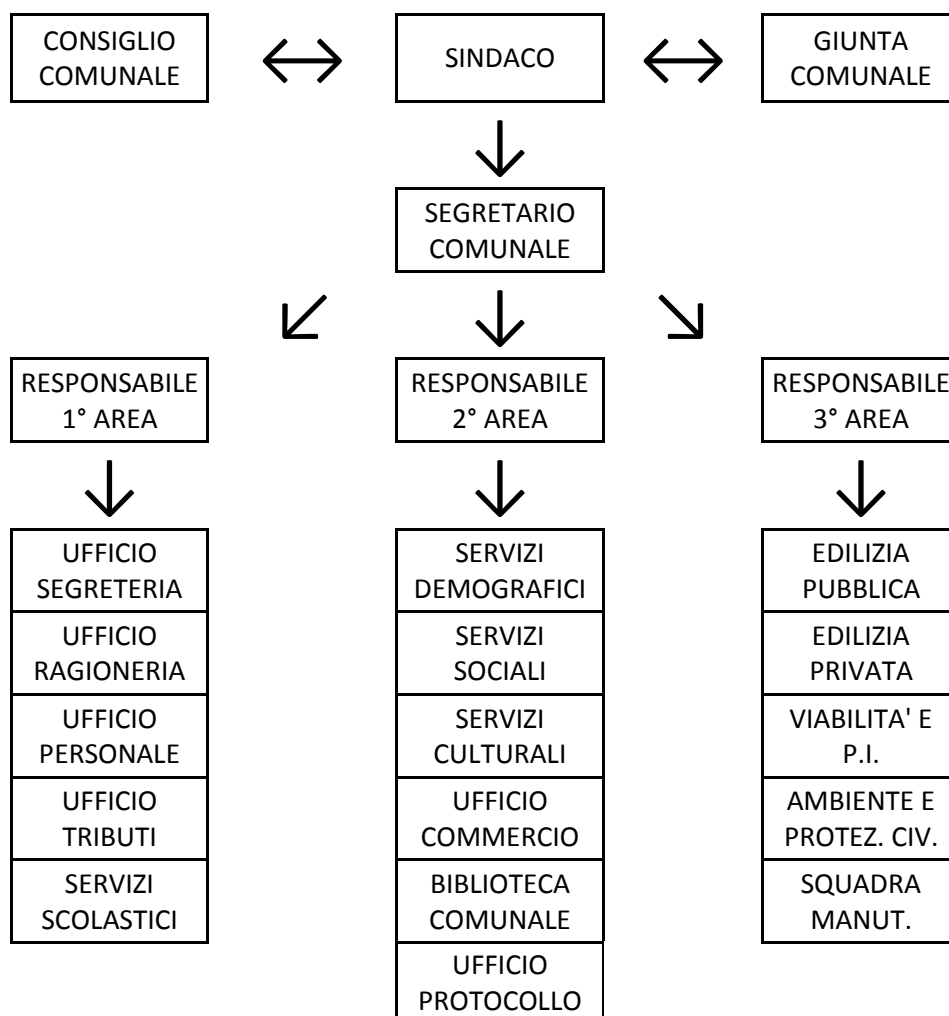 CONSIGLIO
COMUNALE
SINDACO
GIUNTA
COMUNALE
SEGRETARIO
COMUNALE
RESPONSABILE
1° AREA
RESPONSABILE
2° AREA
RESPONSABILE
3° AREA
UFFICIO
SEGRETERIA
UFFICIO
RAGIONERIA
UFFICIO
PERSONALE
UFFICIO
TRIBUTI
SERVIZI
SCOLASTICI
SERVIZI
DEMOGRAFICI
SERVIZI
SOCIALI
SERVIZI
CULTURALI
UFFICIO
COMMERCIO
BIBLIOTECA
COMUNALE
UFFICIO
PROTOCOLLO
EDILIZIA
PUBBLICA
EDILIZIA
PRIVATA
VIABILITA' E
P.I.
AMBIENTE E
PROTEZ. CIV.
SQUADRA
MANUT.